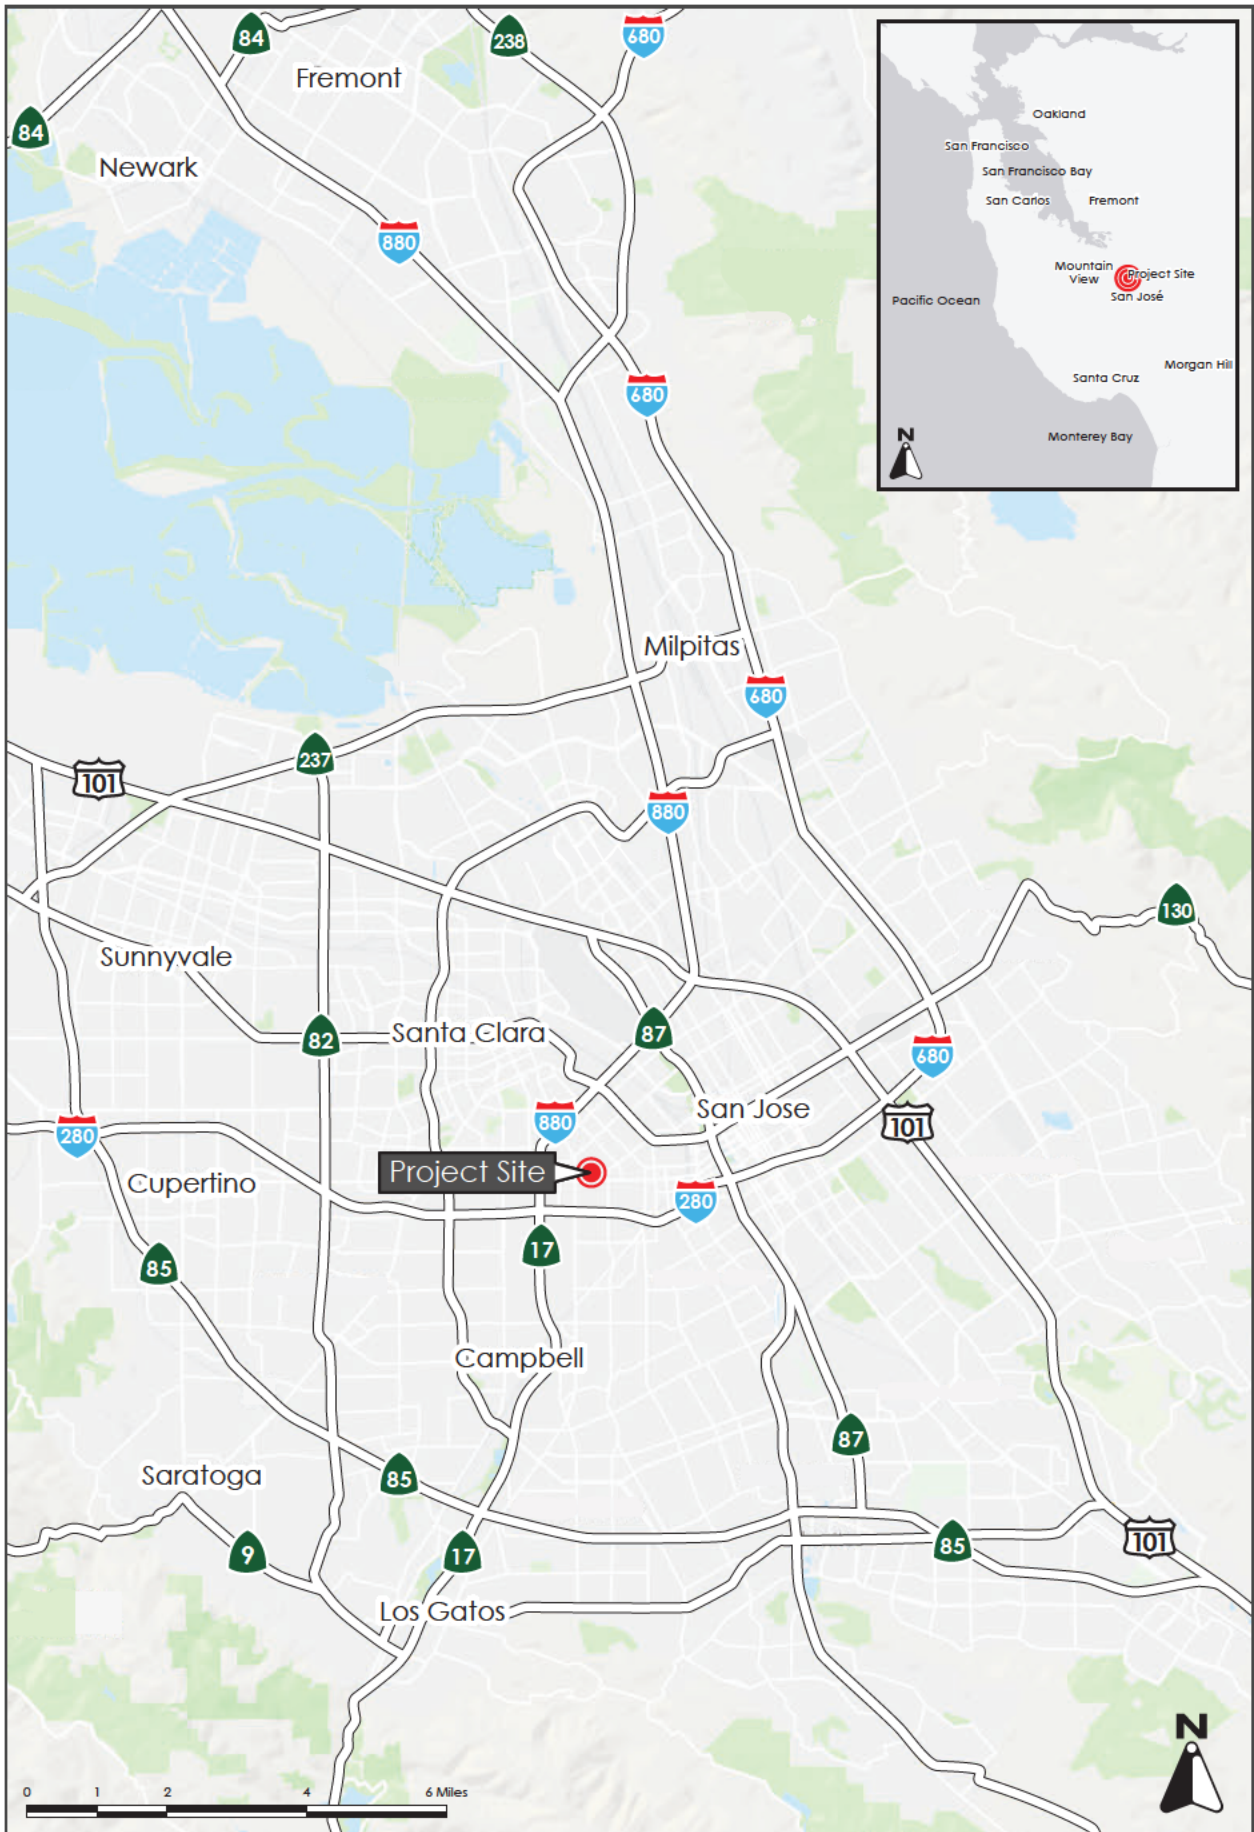 84
238
680
Fremont
84
Newark
880
680
Oakland
San Francisco
San Francisco Bay
San Carlos
Fremont
Mountain
View
Project Site
San José
Pacific Ocean
Morgan Hill
Santa Cruz
Monterey Bay
N
Milpitas
680
237
101
880
130
Sunnyvale
82
Santa Clara
87
680
San Jose
880
101
280
Project Site
Cupertino
280
17
85
Campbell
87
Saratoga
85
9
17
85
101
Los Gatos
N
0 1 2 4 6 Miles